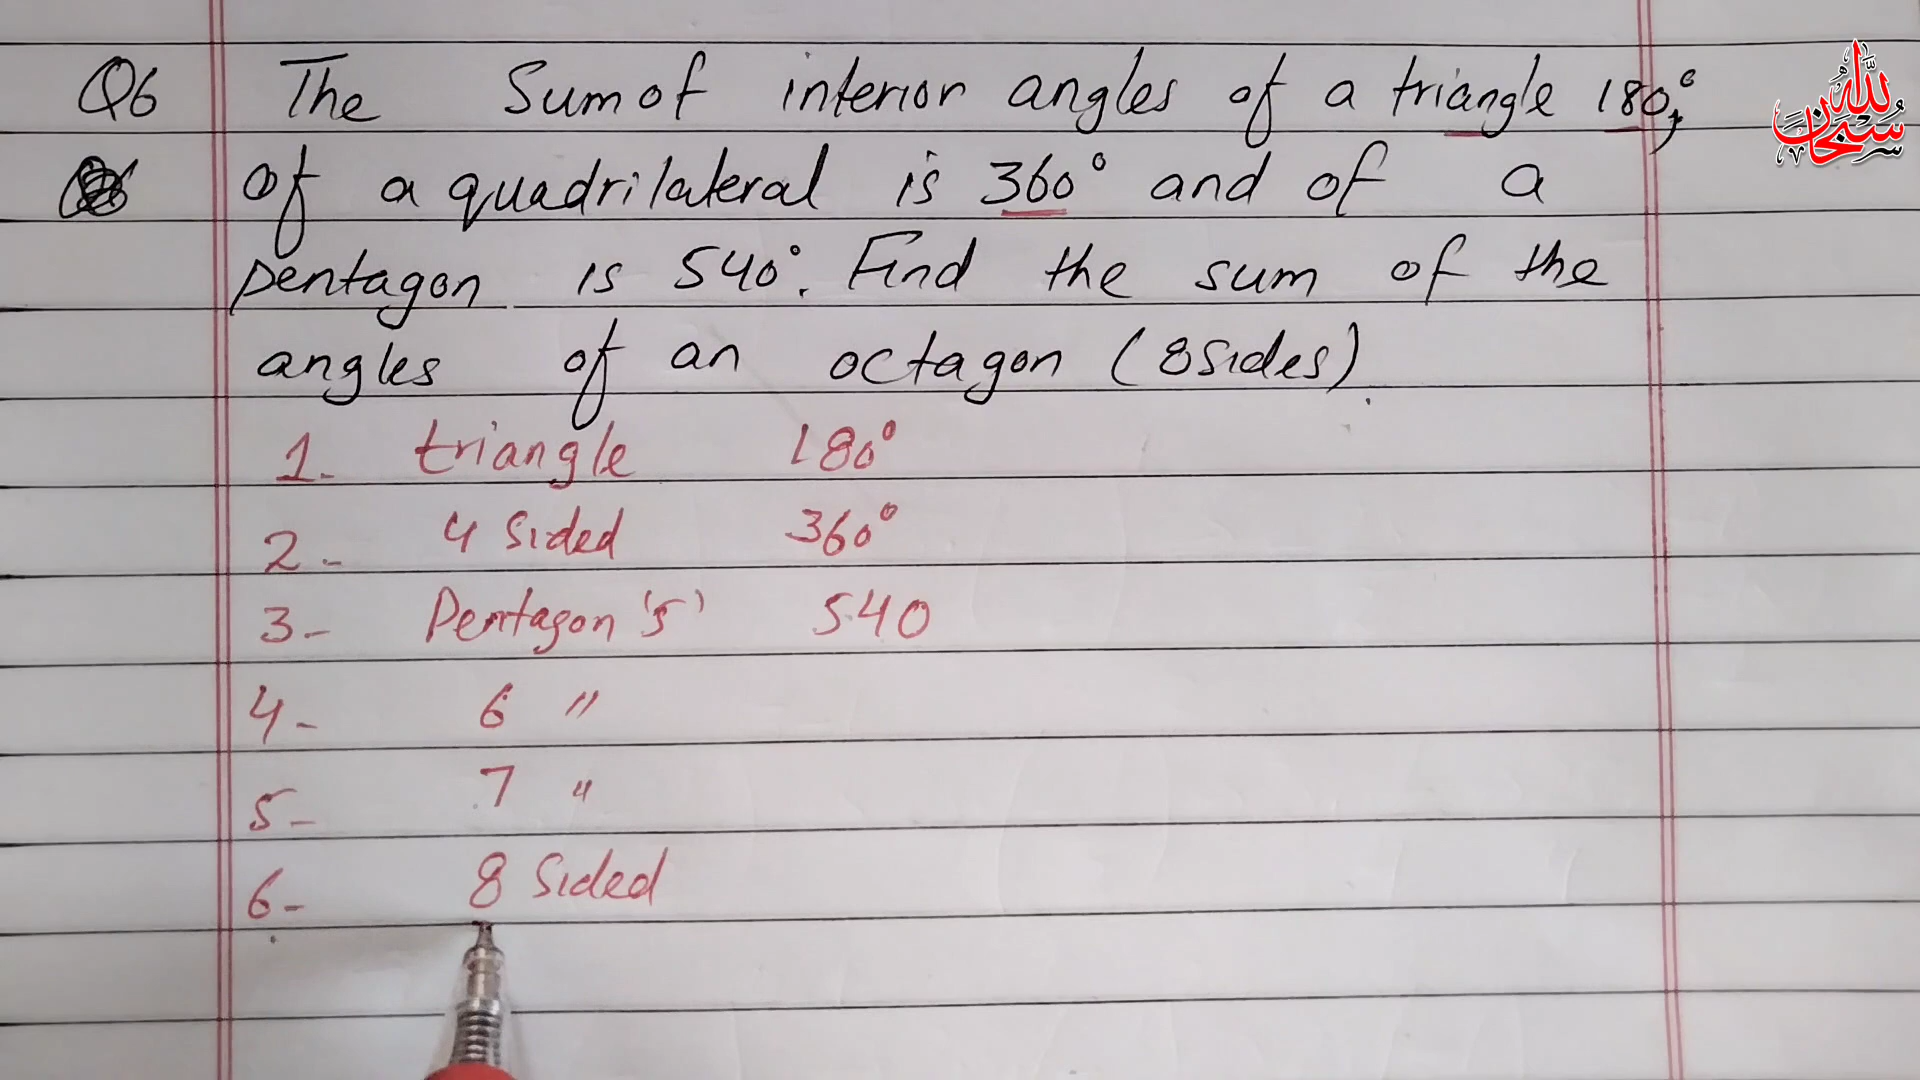 Q6 The Sum of interior angles of a triangle 180°,
of a quadrilateral is 360° and of a
pentagon is 540°. Find the sum of the
angles of an octagon (8 sides).
1- triangle 180°
2- 4 sided 360°
3- Pentagon '5' 540
4- 6 "
5- 7 "
6- 8 Sided
سُبْحَانَ اللّٰه